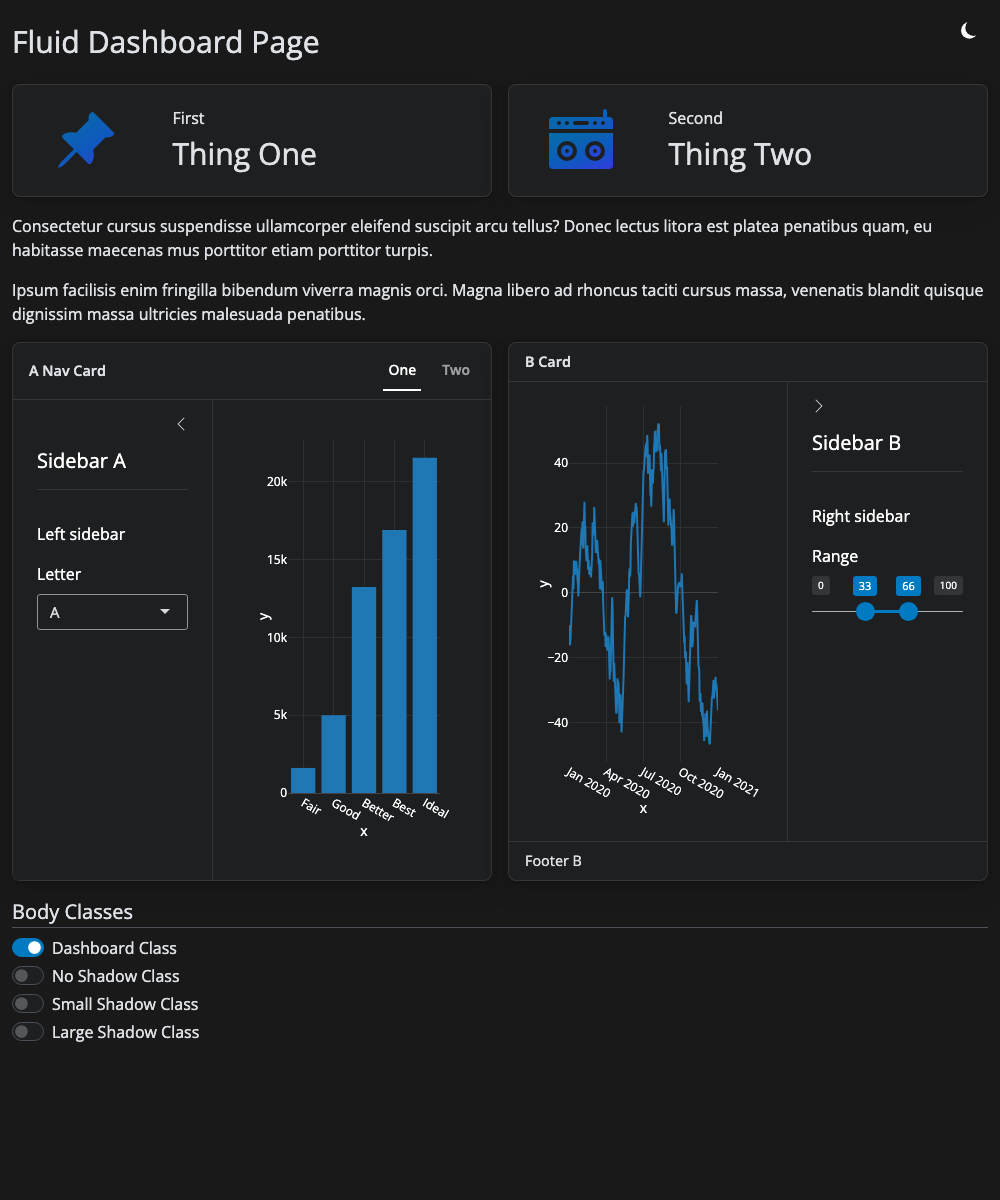 Fluid Dashboard Page
First
Thing One
Second
Thing Two
Consectetur cursus suspendisse ullamcorper eleifend suscipit arcu tellus? Donec lectus litora est platea penatibus quam, eu
habitasse maecenas mus porttitor etiam porttitor turpis.
Ipsum facilisis enim fringilla bibendum viverra magnis orci. Magna libero ad rhoncus taciti cursus massa, venenatis blandit quisque
dignissim massa ultricies malesuada penatibus.
A Nav Card
One
Two
Sidebar A
Left sidebar
Letter
A
20k
15k
10k
5k
0
y
Fair
Good
Better
Best
Ideal
x
B Card
40
20
0
−20
−40
y
Jan 2020
Apr 2020
Jul 2020
Oct 2020
Jan 2021
x
Sidebar B
Right sidebar
Range
0
33
66
100
Footer B
Body Classes
Dashboard Class
No Shadow Class
Small Shadow Class
Large Shadow Class